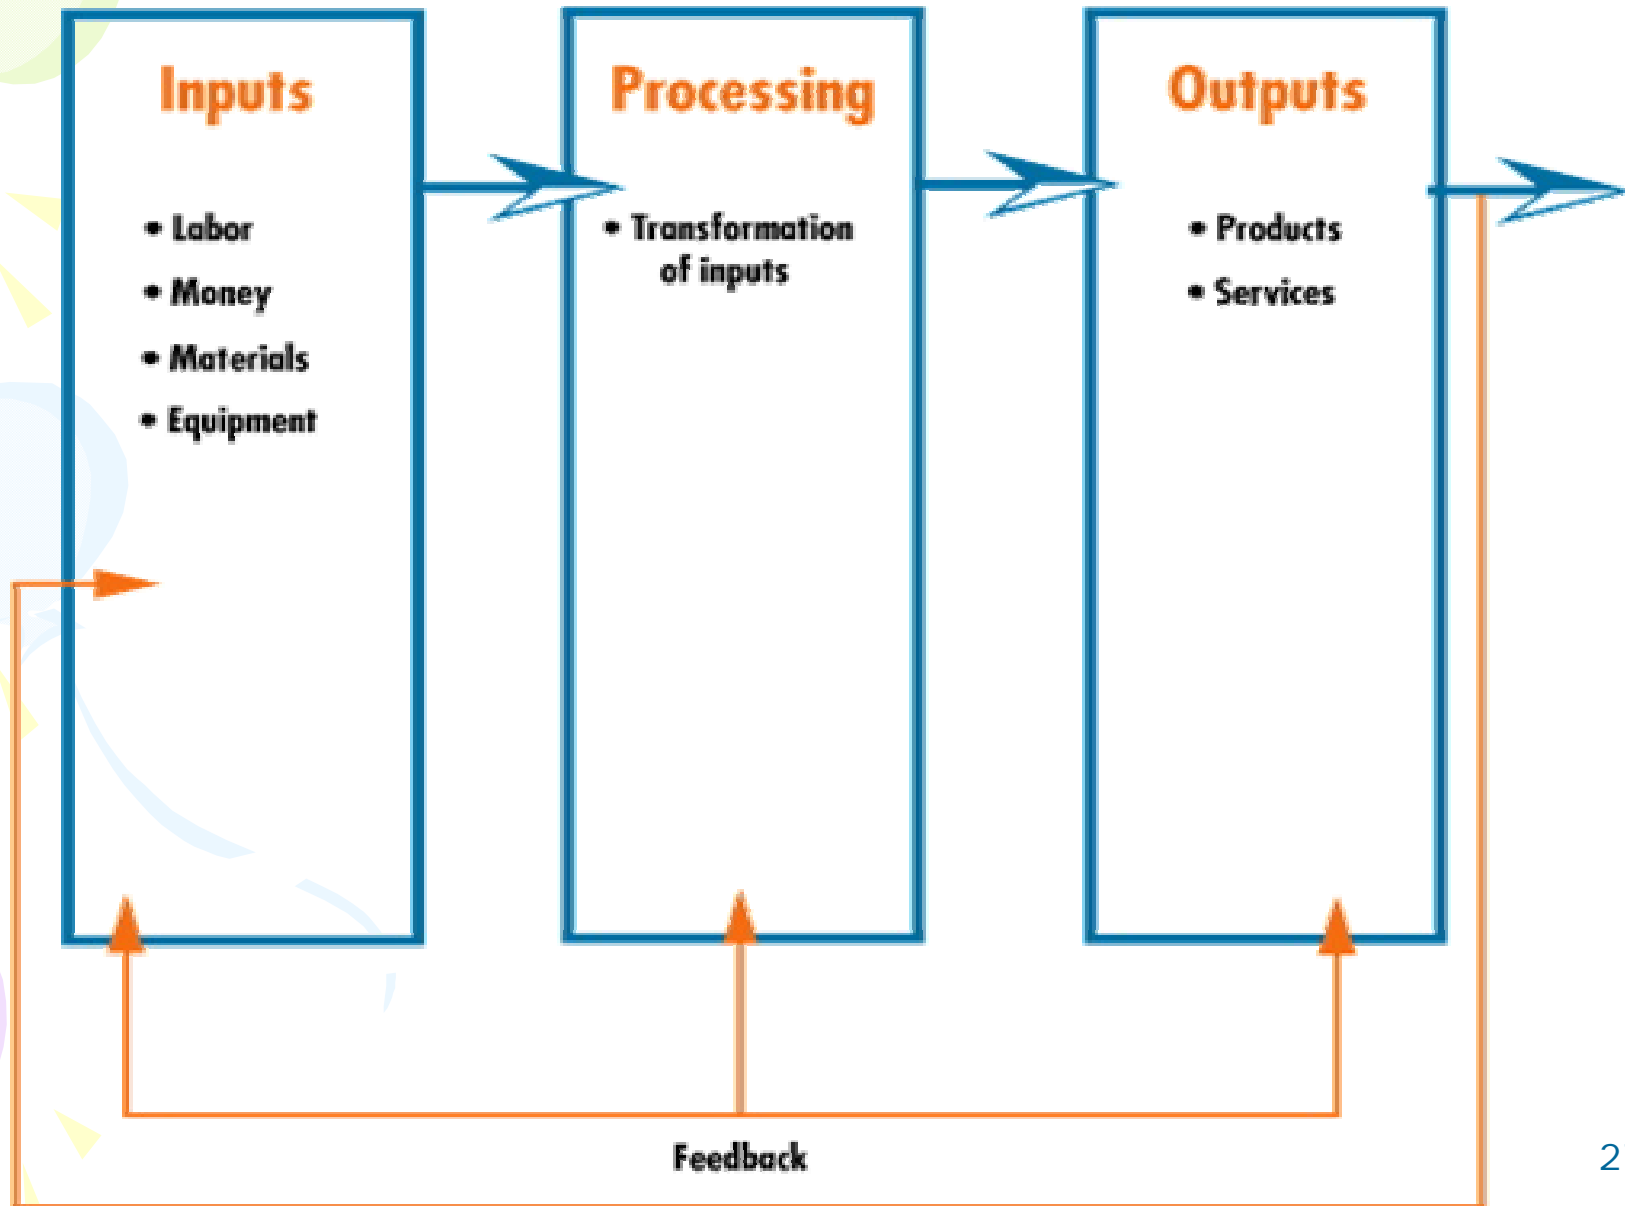 Inputs
• Labor
• Money
• Materials
• Equipment
Processing
• Transformation
of inputs
Outputs
• Products
• Services
Feedback
2